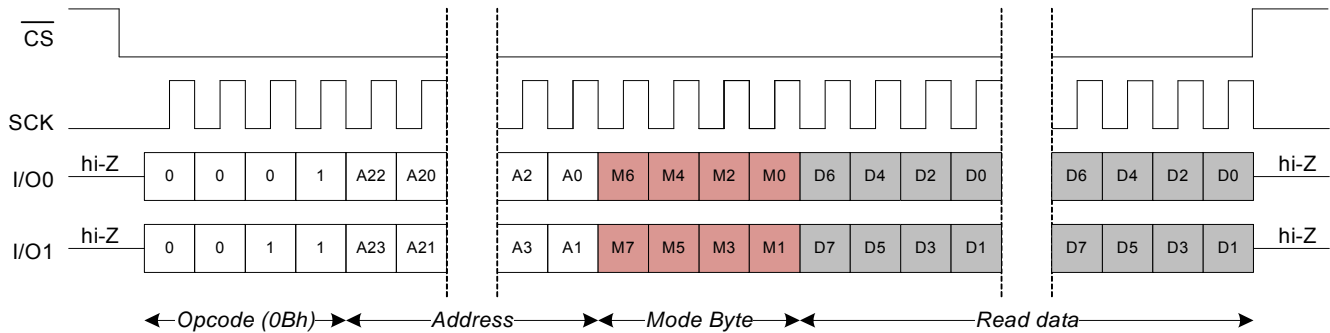 CS
SCK
I/O0 hi-Z 0 0 0 1 A22 A20 A2 A0 M6 M4 M2 M0 D6 D4 D2 D0 D6 D4 D2 D0 hi-Z
I/O1 hi-Z 0 0 1 1 A23 A21 A3 A1 M7 M5 M3 M1 D7 D5 D3 D1 D7 D5 D3 D1 hi-Z
Opcode (0Bh) Address Mode Byte Read data